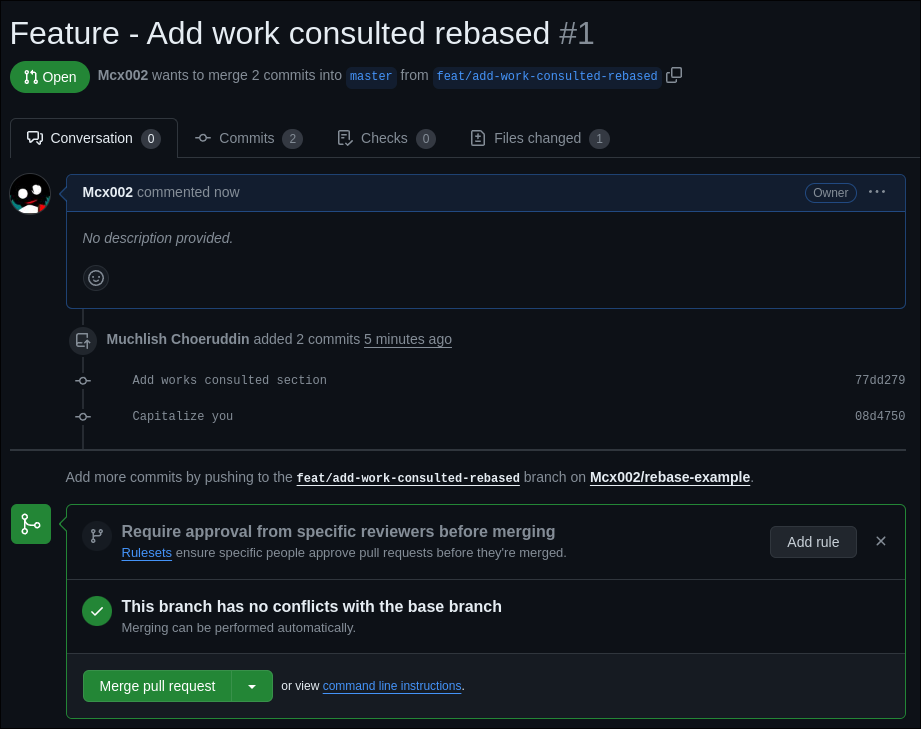 Feature - Add work consulted rebased #1
Open Mcx002 wants to merge 2 commits into master from feat/add-work-consulted-rebased
Conversation 0 Commits 2 Checks 0 Files changed 1
Mcx002 commented now Owner
No description provided.
Muchlish Choeruddin added 2 commits 5 minutes ago
Add works consulted section 77dd279
Capitalize you 08d4750
Add more commits by pushing to the feat/add-work-consulted-rebased branch on Mcx002/rebase-example.
Require approval from specific reviewers before merging
Rulesets ensure specific people approve pull requests before they're merged.
Add rule
This branch has no conflicts with the base branch
Merging can be performed automatically.
Merge pull request or view command line instructions.